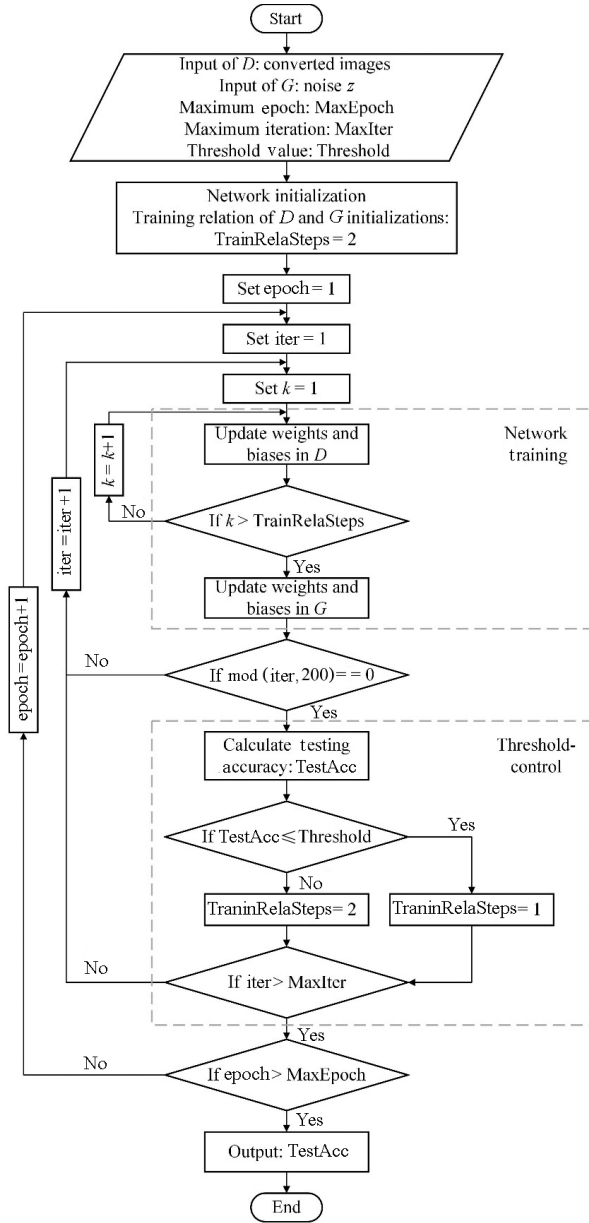 Start
Input of D: converted images
Input of G: noise z
Maximum epoch: MaxEpoch
Maximum iteration: MaxIter
Threshold value: Threshold
Network initialization
Training relation of D and G initializations:
TrainRelaSteps = 2
Set epoch = 1
Set iter = 1
Set k = 1
Network
training
Update weights and
biases in D
k = k+1
If k > TrainRelaSteps
No
Yes
iter = iter+1
Update weights and
biases in G
epoch=epoch+1
If mod (iter, 200)= = 0
No
Yes
Threshold-
control
Calculate testing
accuracy: TestAcc
If TestAcc ⩽ Threshold
Yes
No
TraninRelaSteps= 2
TraninRelaSteps= 1
If iter > MaxIter
No
Yes
If epoch > MaxEpoch
No
Yes
Output: TestAcc
End